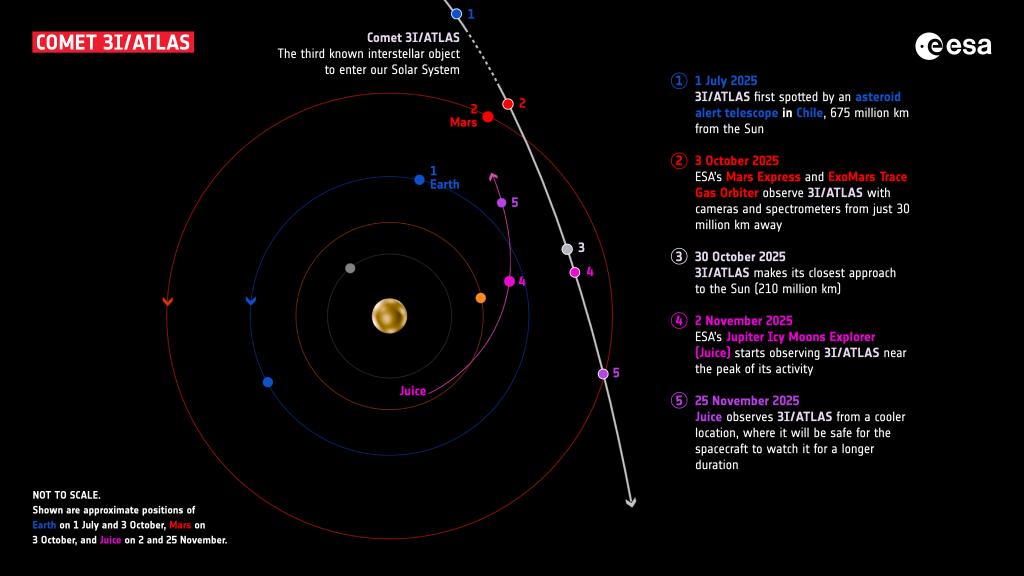 COMET 3I/ATLAS
1
Comet 3I/ATLAS
The third known interstellar object
to enter our Solar System
esa
2
2
Mars
1
Earth
5
3
4
4
5
Juice
1 1 July 2025
3I/ATLAS first spotted by an asteroid
alert telescope in Chile, 675 million km
from the Sun
2 3 October 2025
ESA's Mars Express and ExoMars Trace
Gas Orbiter observe 3I/ATLAS with
cameras and spectrometers from just 30
million km away
3 30 October 2025
3I/ATLAS makes its closest approach
to the Sun (210 million km)
4 2 November 2025
ESA's Jupiter Icy Moons Explorer
(Juice) starts observing 3I/ATLAS near
the peak of its activity
5 25 November 2025
Juice observes 3I/ATLAS from a cooler
location, where it will be safe for the
spacecraft to watch it for a longer
duration
NOT TO SCALE.
Shown are approximate positions of
Earth on 1 July and 3 October, Mars on
3 October, and Juice on 2 and 25 November.